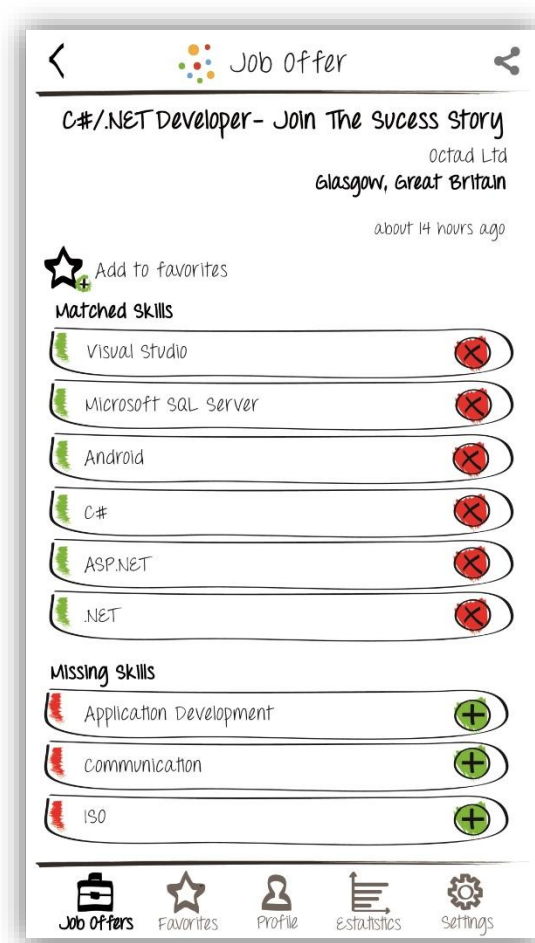 Job Offer
C#/.NET Developer- Join The Sucess Story
Octad Ltd
Glasgow, Great Britain
about 14 hours ago
Add to favorites
Matched Skills
Visual Studio
Microsoft SQL Server
Android
C#
ASP.NET
.NET
Missing Skills
Application Development
Communication
ISO
Job Offers Favorites Profile Estatistics Settings